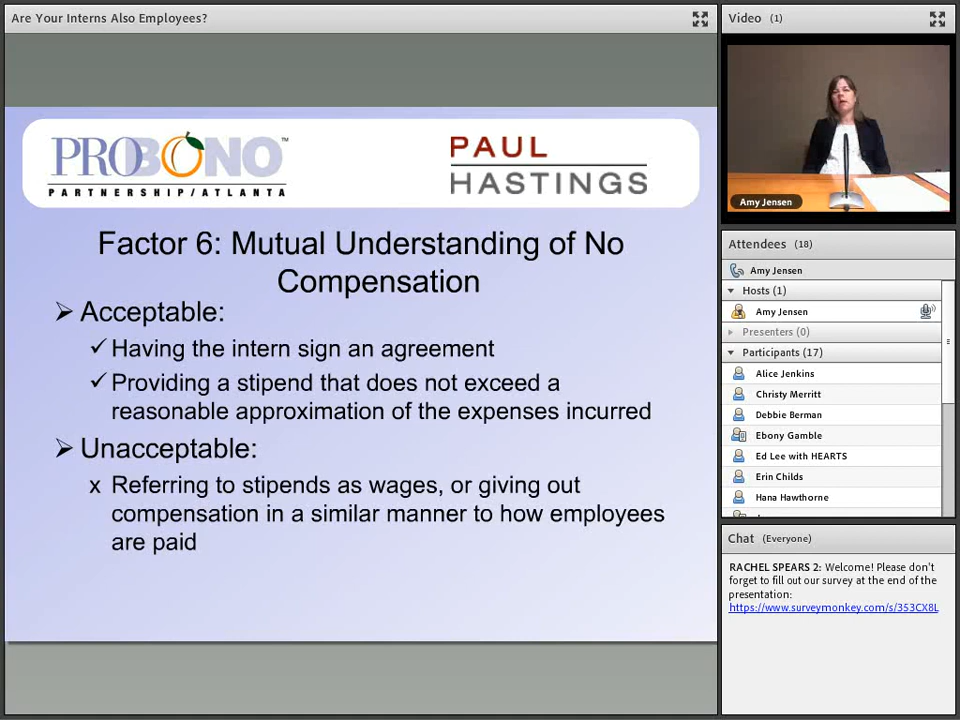 Are Your Interns Also Employees?
PROBONO™
PARTNERSHIP/ATLANTA
PAUL
HASTINGS
Factor 6: Mutual Understanding of No
Compensation
➢ Acceptable:
✓ Having the intern sign an agreement
✓ Providing a stipend that does not exceed a
reasonable approximation of the expenses incurred
➢ Unacceptable:
x Referring to stipends as wages, or giving out
compensation in a similar manner to how employees
are paid
Video (1)
Amy Jensen
Attendees (18)
Amy Jensen
Hosts (1)
Amy Jensen
Presenters (0)
Participants (17)
Alice Jenkins
Christy Merritt
Debbie Berman
Ebony Gamble
Ed Lee with HEARTS
Erin Childs
Hana Hawthorne
Chat (Everyone)
RACHEL SPEARS 2: Welcome! Please don't
forget to fill out our survey at the end of the
presentation:
https://www.surveymonkey.com/s/353CX8L